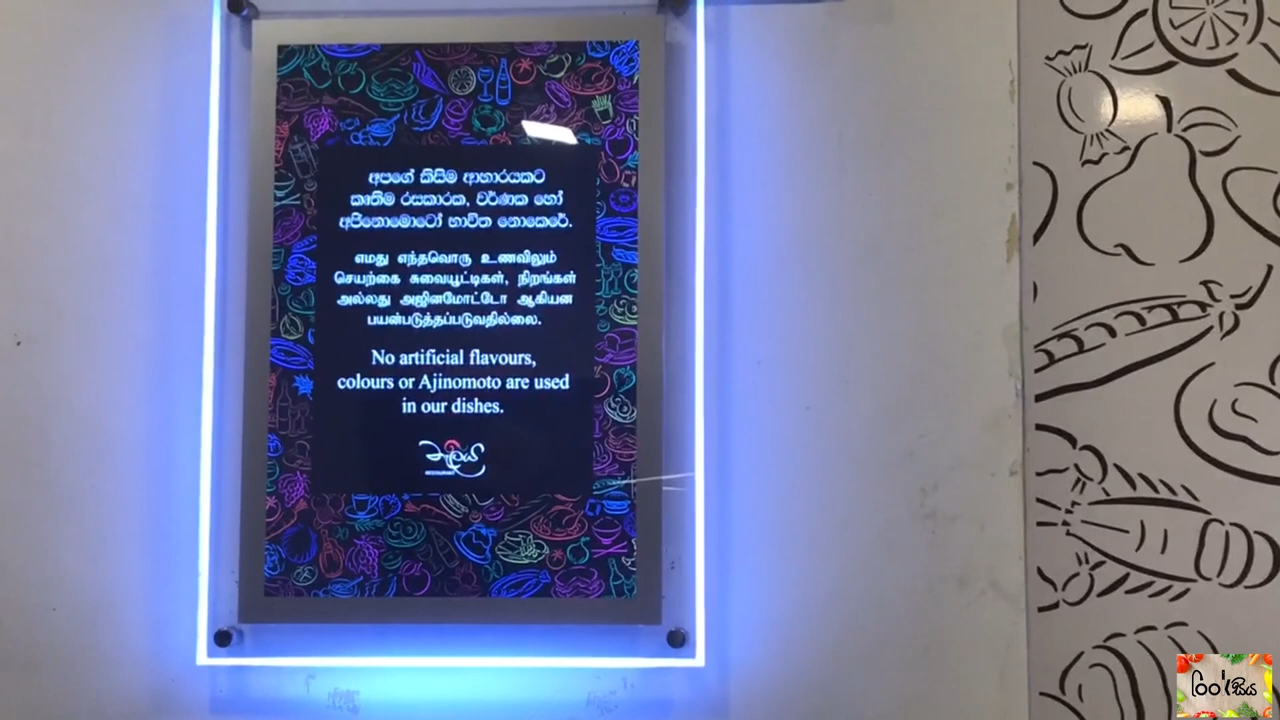 අපගේ කිසිම ආහාරයකට
කෘතිම රසකාරක, වර්ණක හෝ
අජිනොමොටෝ භාවිත නොකෙරේ.
எமது எந்தவொரு உணவிலும்
செயற்கை சுவையூட்டிகள், நிறங்கள்
அல்லது அஜினமோட்டோ ஆகியன
பயன்படுத்தப்படுவதில்லை.
No artificial flavours,
colours or Ajinomoto are used
in our dishes.